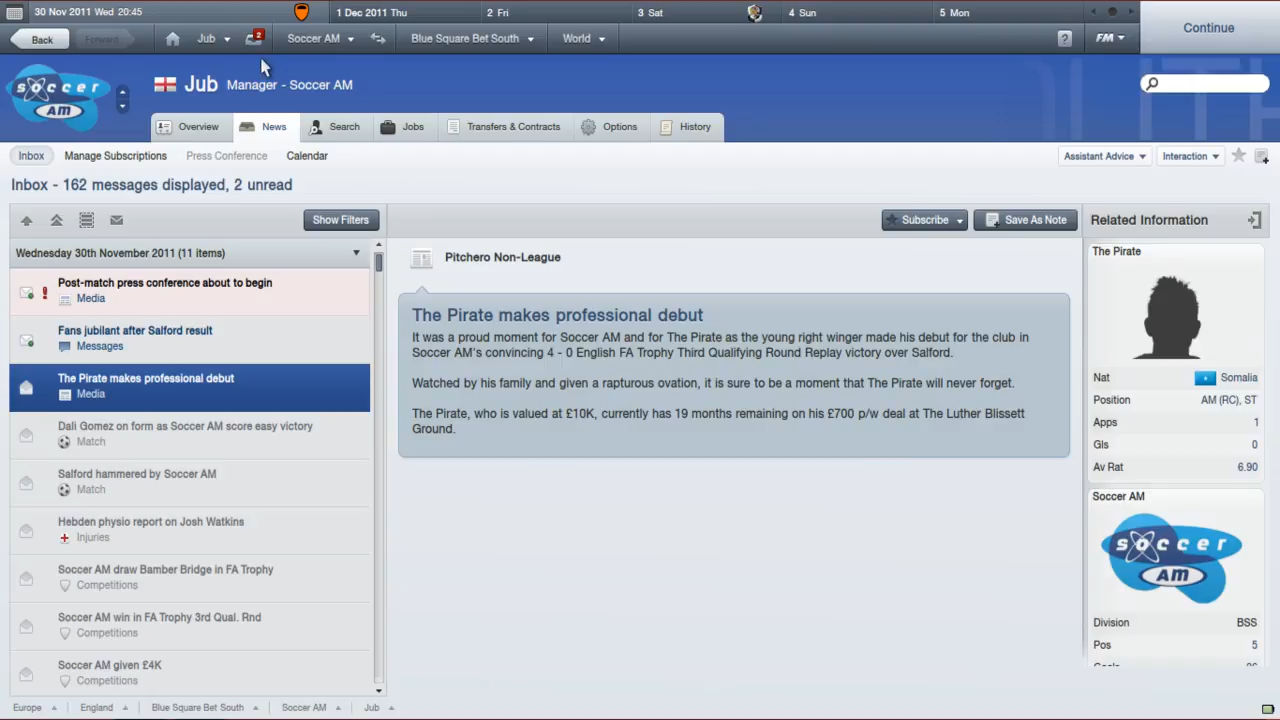 30 Nov 2011 Wed 20:45
1 Dec 2011 Thu
2 Fri
3 Sat
4 Sun
5 Mon
Continue
Back
Forward
Jub
2
Soccer AM
Blue Square Bet South
World
?
FM
soccer
AM
Jub Manager - Soccer AM
Overview
News
Search
Jobs
Transfers & Contracts
Options
History
Inbox
Manage Subscriptions
Press Conference
Calendar
Assistant Advice
Interaction
Inbox - 162 messages displayed, 2 unread
Show Filters
Subscribe
Save As Note
Related Information
Wednesday 30th November 2011 (11 items)
Post-match press conference about to begin
Media
Fans jubilant after Salford result
Messages
The Pirate makes professional debut
Media
Dali Gomez on form as Soccer AM score easy victory
Match
Salford hammered by Soccer AM
Match
Hebden physio report on Josh Watkins
Injuries
Soccer AM draw Bamber Bridge in FA Trophy
Competitions
Soccer AM win in FA Trophy 3rd Qual. Rnd
Competitions
Soccer AM given £4K
Competitions
Pitchero Non-League
The Pirate makes professional debut
It was a proud moment for Soccer AM and for The Pirate as the young right winger made his debut for the club in
Soccer AM's convincing 4 - 0 English FA Trophy Third Qualifying Round Replay victory over Salford.
Watched by his family and given a rapturous ovation, it is sure to be a moment that The Pirate will never forget.
The Pirate, who is valued at £10K, currently has 19 months remaining on his £700 p/w deal at The Luther Blissett
Ground.
The Pirate
Nat Somalia
Position AM (RC), ST
Apps 1
Gls 0
Av Rat 6.90
Soccer AM
soccer
AM
Division BSS
Pos 5
Europe
England
Blue Square Bet South
Soccer AM
Jub